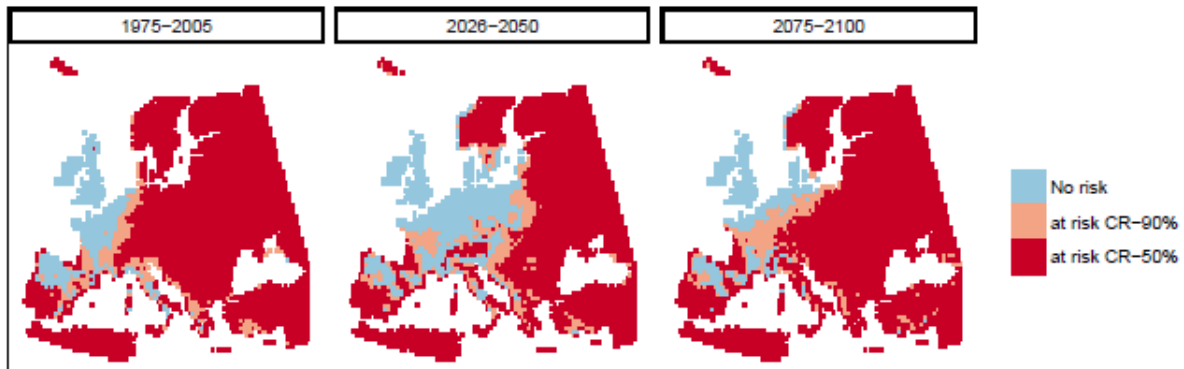 1975−2005
2026−2050
2075−2100
No risk
at risk CR−90%
at risk CR−50%